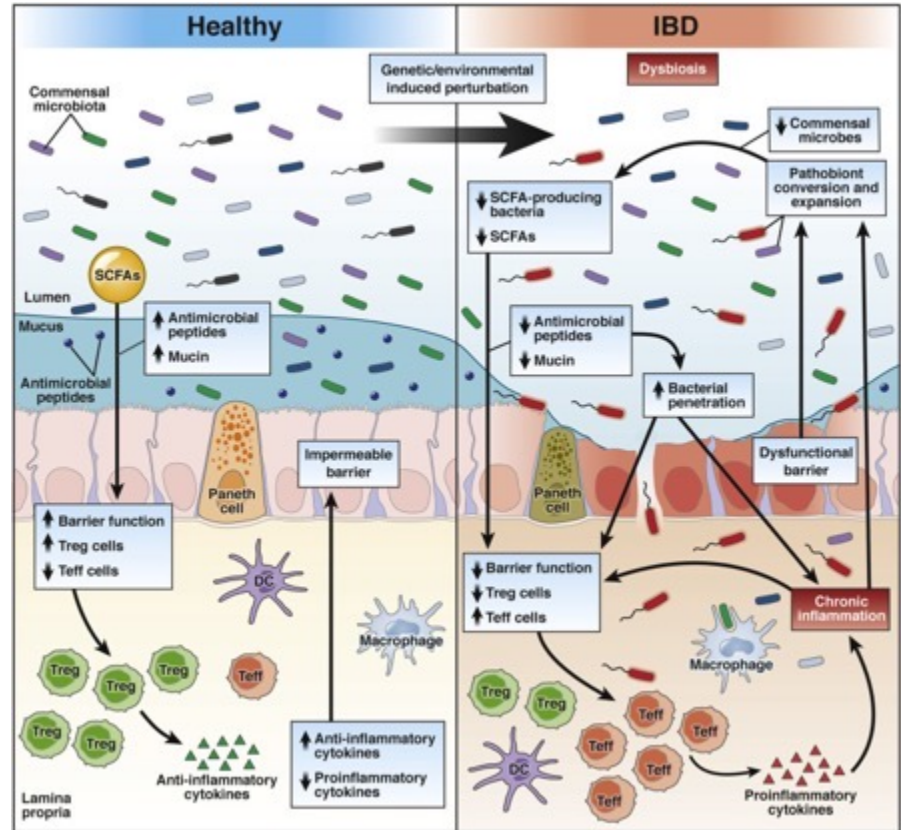 Healthy
IBD
Genetic/environmental
induced perturbation
Dysbiosis
Commensal
microbiota
Commensal
microbes
Pathobiont
conversion and
expansion
SCFA-producing
bacteria
SCFAs
SCFAs
Lumen
Mucus
Antimicrobial
peptides
Mucin
Antimicrobial
peptides
Antimicrobial
peptides
Mucin
Bacterial
penetration
Impermeable
barrier
Dysfunctional
barrier
Paneth
cell
Paneth
cell
Barrier function
Treg cells
Teff cells
DC
Macrophage
Barrier function
Treg cells
Teff cells
Chronic
inflammation
Macrophage
Treg
Treg
Treg
Treg
Treg
Teff
Anti-inflammatory
cytokines
Anti-inflammatory
cytokines
Proinflammatory
cytokines
Lamina
propria
Treg
Treg
DC
Teff
Teff
Teff
Teff
Teff
Teff
Proinflammatory
cytokines